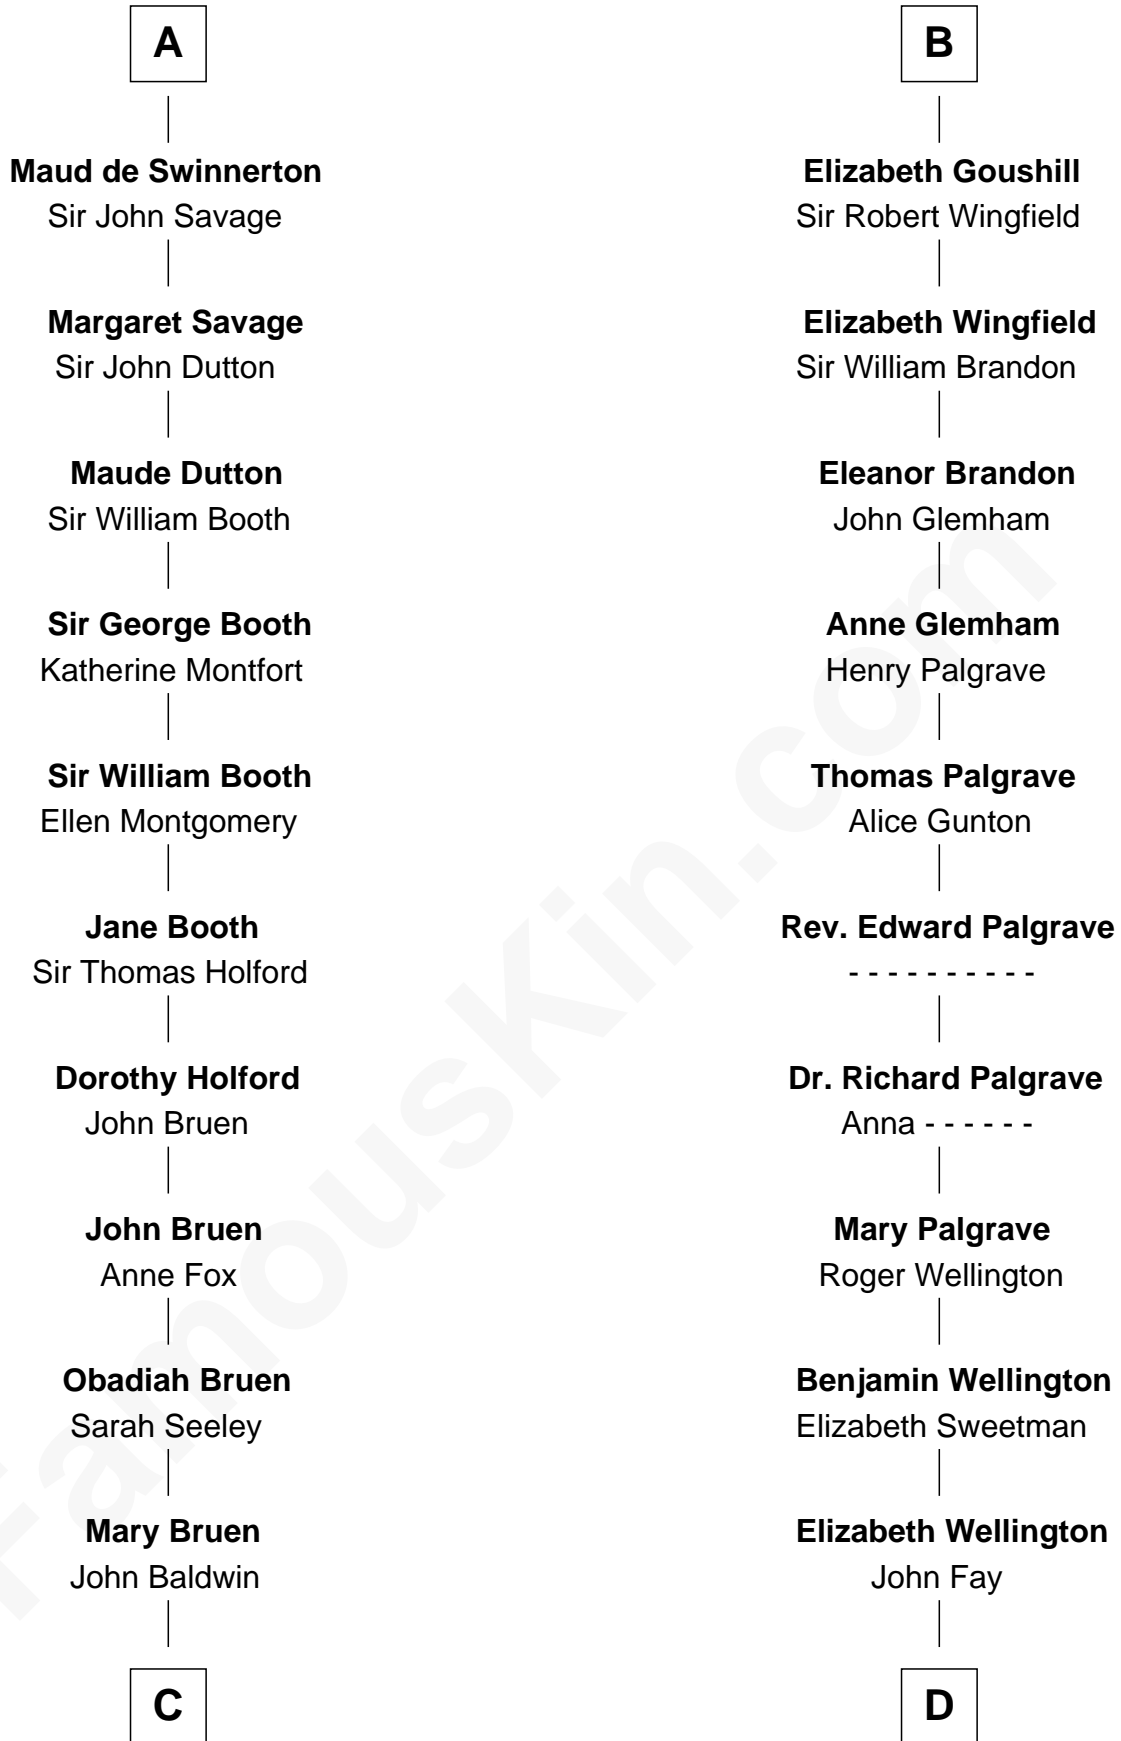 A
Maud de Swinnerton
Sir John Savage
Margaret Savage
Sir John Dutton
Maude Dutton
Sir William Booth
Sir George Booth
Katherine Montfort
Sir William Booth
Ellen Montgomery
Jane Booth
Sir Thomas Holford
Dorothy Holford
John Bruen
John Bruen
Anne Fox
Obadiah Bruen
Sarah Seeley
Mary Bruen
John Baldwin
C
B
Elizabeth Goushill
Sir Robert Wingfield
Elizabeth Wingfield
Sir William Brandon
Eleanor Brandon
John Glemham
Anne Glemham
Henry Palgrave
Thomas Palgrave
Alice Gunton
Rev. Edward Palgrave
- - - - - - - - - -
Dr. Richard Palgrave
Anna - - - - - -
Mary Palgrave
Roger Wellington
Benjamin Wellington
Elizabeth Sweetman
Elizabeth Wellington
John Fay
D
FamousKin.com